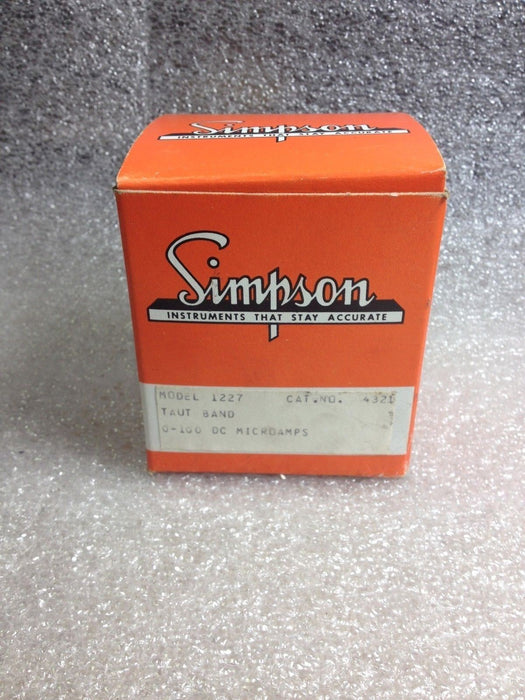 Simpson
INSTRUMENTS THAT STAY ACCURATE
Simpson
INSTRUMENTS THAT STAY ACCURATE
MODEL 1227 CAT.NO.
TAUT BAND
0-100 DC MICROAMPS